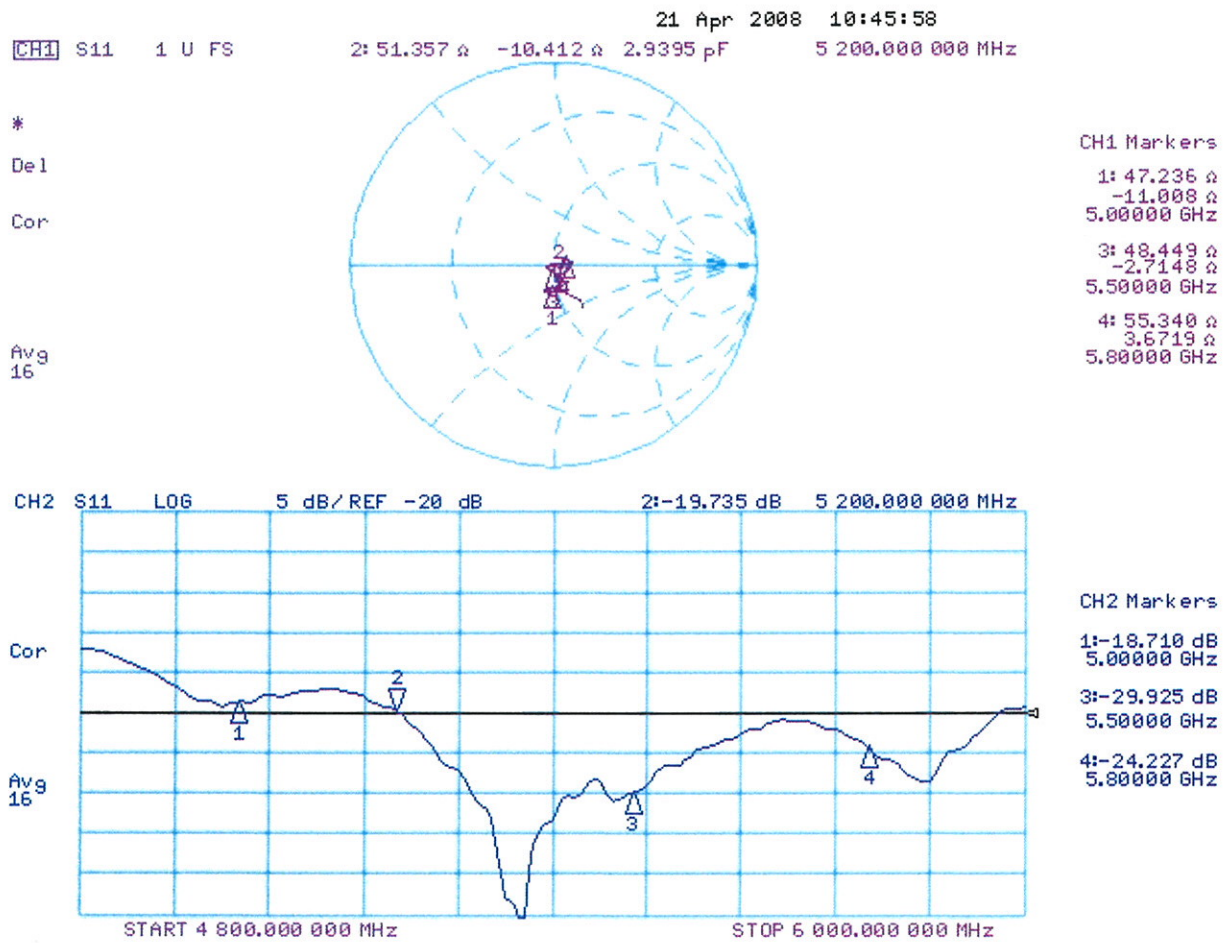 21 Apr 2008 10:45:58
CH1 S11 1 U FS 2: 51.357 Ω -10.412 Ω 2.9395 pF 5 200.000 000 MHz
*
Del
Cor
Avg
16
2
3
1
CH1 Markers
1: 47.236 Ω
-11.008 Ω
5.00000 GHz
3: 48.449 Ω
-2.7148 Ω
5.50000 GHz
4: 55.340 Ω
3.6719 Ω
5.80000 GHz
CH2 S11 LOG 5 dB/REF -20 dB 2:-19.735 dB 5 200.000 000 MHz
Cor
Avg
16
1
2
3
4
CH2 Markers
1:-18.710 dB
5.00000 GHz
3:-29.925 dB
5.50000 GHz
4:-24.227 dB
5.80000 GHz
START 4 800.000 000 MHz STOP 6 000.000 000 MHz